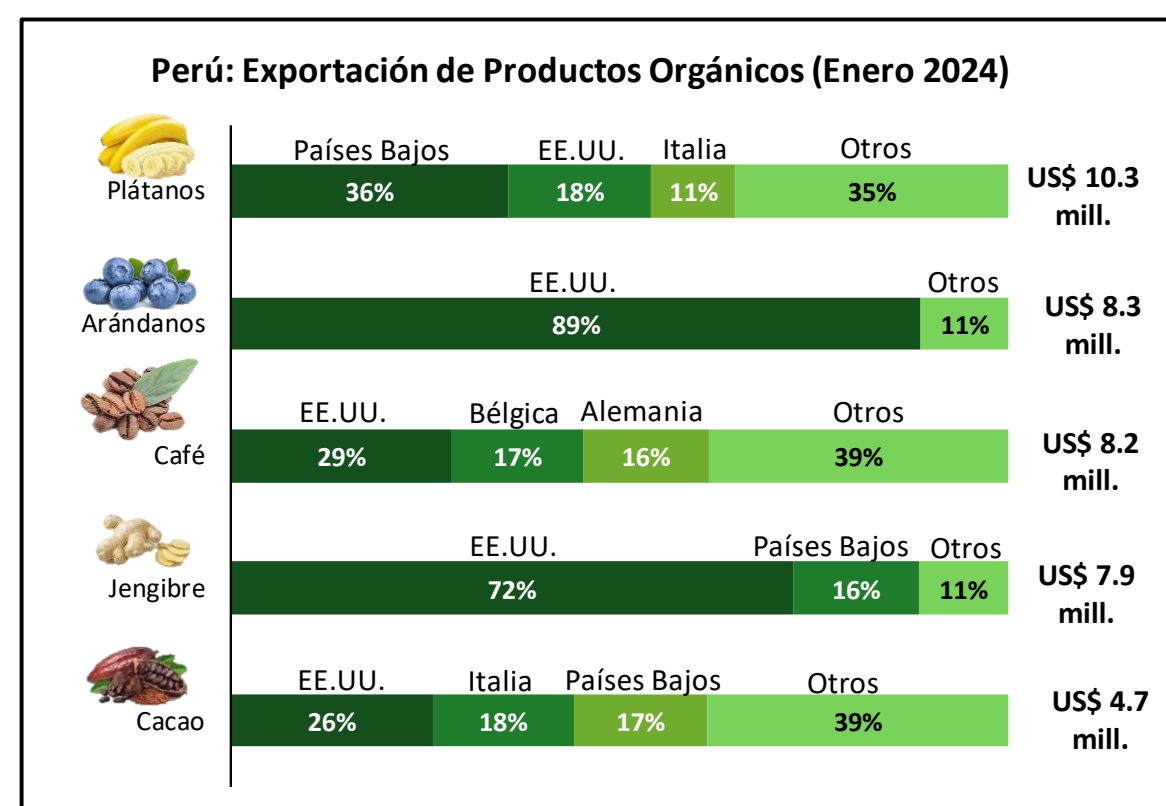 Perú: Exportación de Productos Orgánicos (Enero 2024)
Países Bajos EE.UU. Italia Otros
Plátanos 36% 18% 11% 35% US$ 10.3
mill.
EE.UU. Otros
Arándanos 89% 11% US$ 8.3
mill.
EE.UU. Bélgica Alemania Otros
Café 29% 17% 16% 39% US$ 8.2
mill.
EE.UU. Países Bajos Otros
Jengibre 72% 16% 11% US$ 7.9
mill.
EE.UU. Italia Países Bajos Otros
Cacao 26% 18% 17% 39% US$ 4.7
mill.